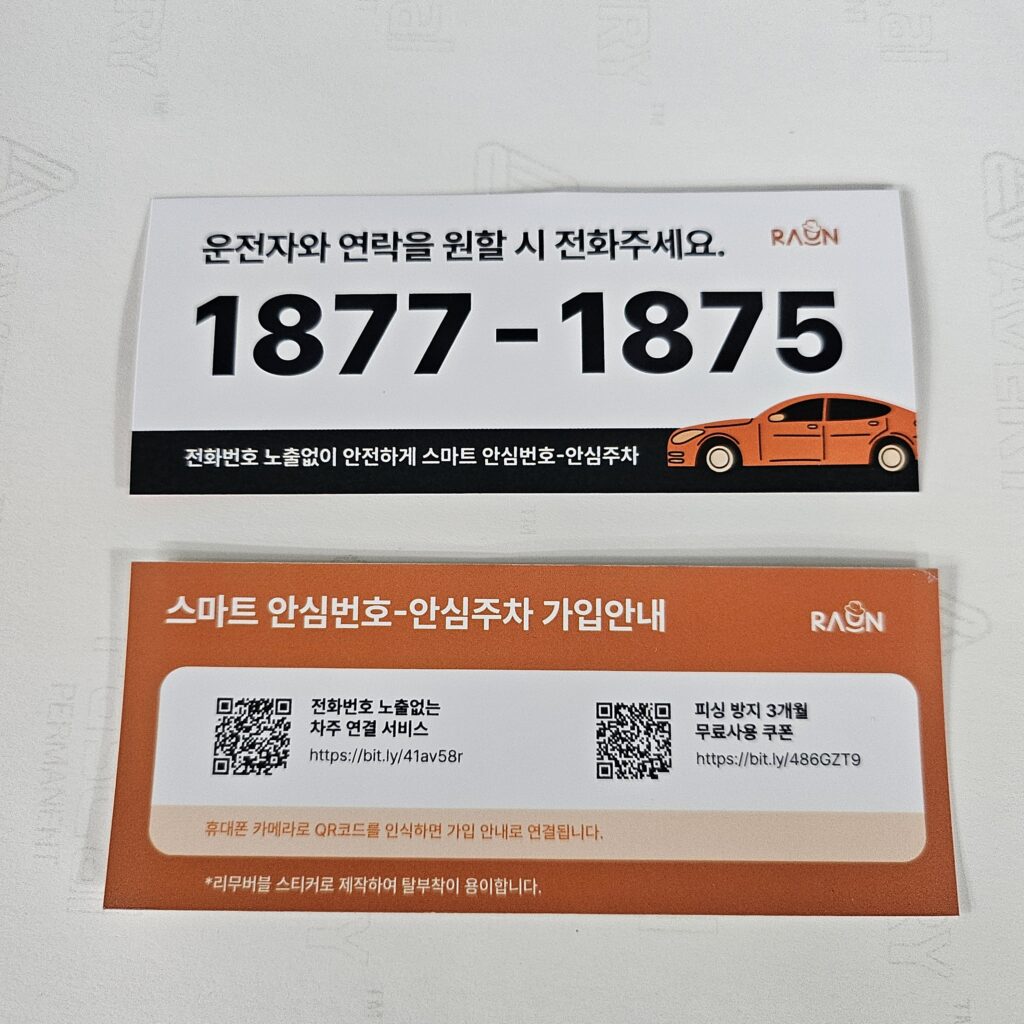 운전자와 연락을 원할 시 전화주세요.
RAUN
1877-1875
전화번호 노출없이 안전하게 스마트 안심번호-안심주차
스마트 안심번호-안심주차 가입안내
RAUN
전화번호 노출없는
차주 연결 서비스
https://bit.ly/41av58r
피싱 방지 3개월
무료사용 쿠폰
https://bit.ly/486GZT9
휴대폰 카메라로 QR코드를 인식하면 가입 안내로 연결됩니다.
*리무버블 스티커로 제작하여 탈부착이 용이합니다.
PERMANENT